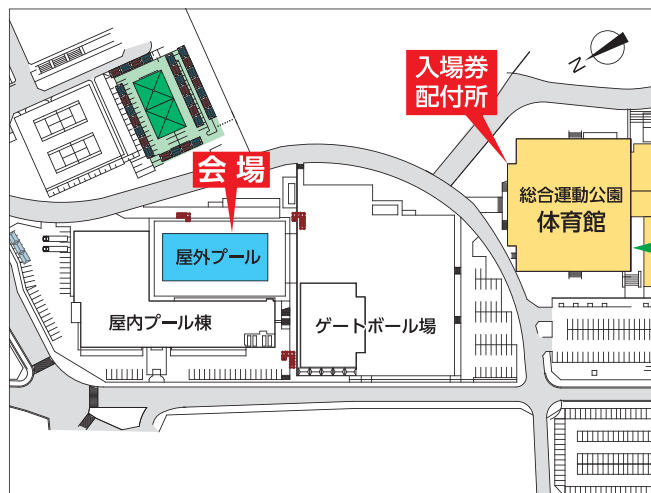 入場券
配付所
N
会場
総合運動公園
体育館
屋外プール
屋内プール棟
ゲートボール場